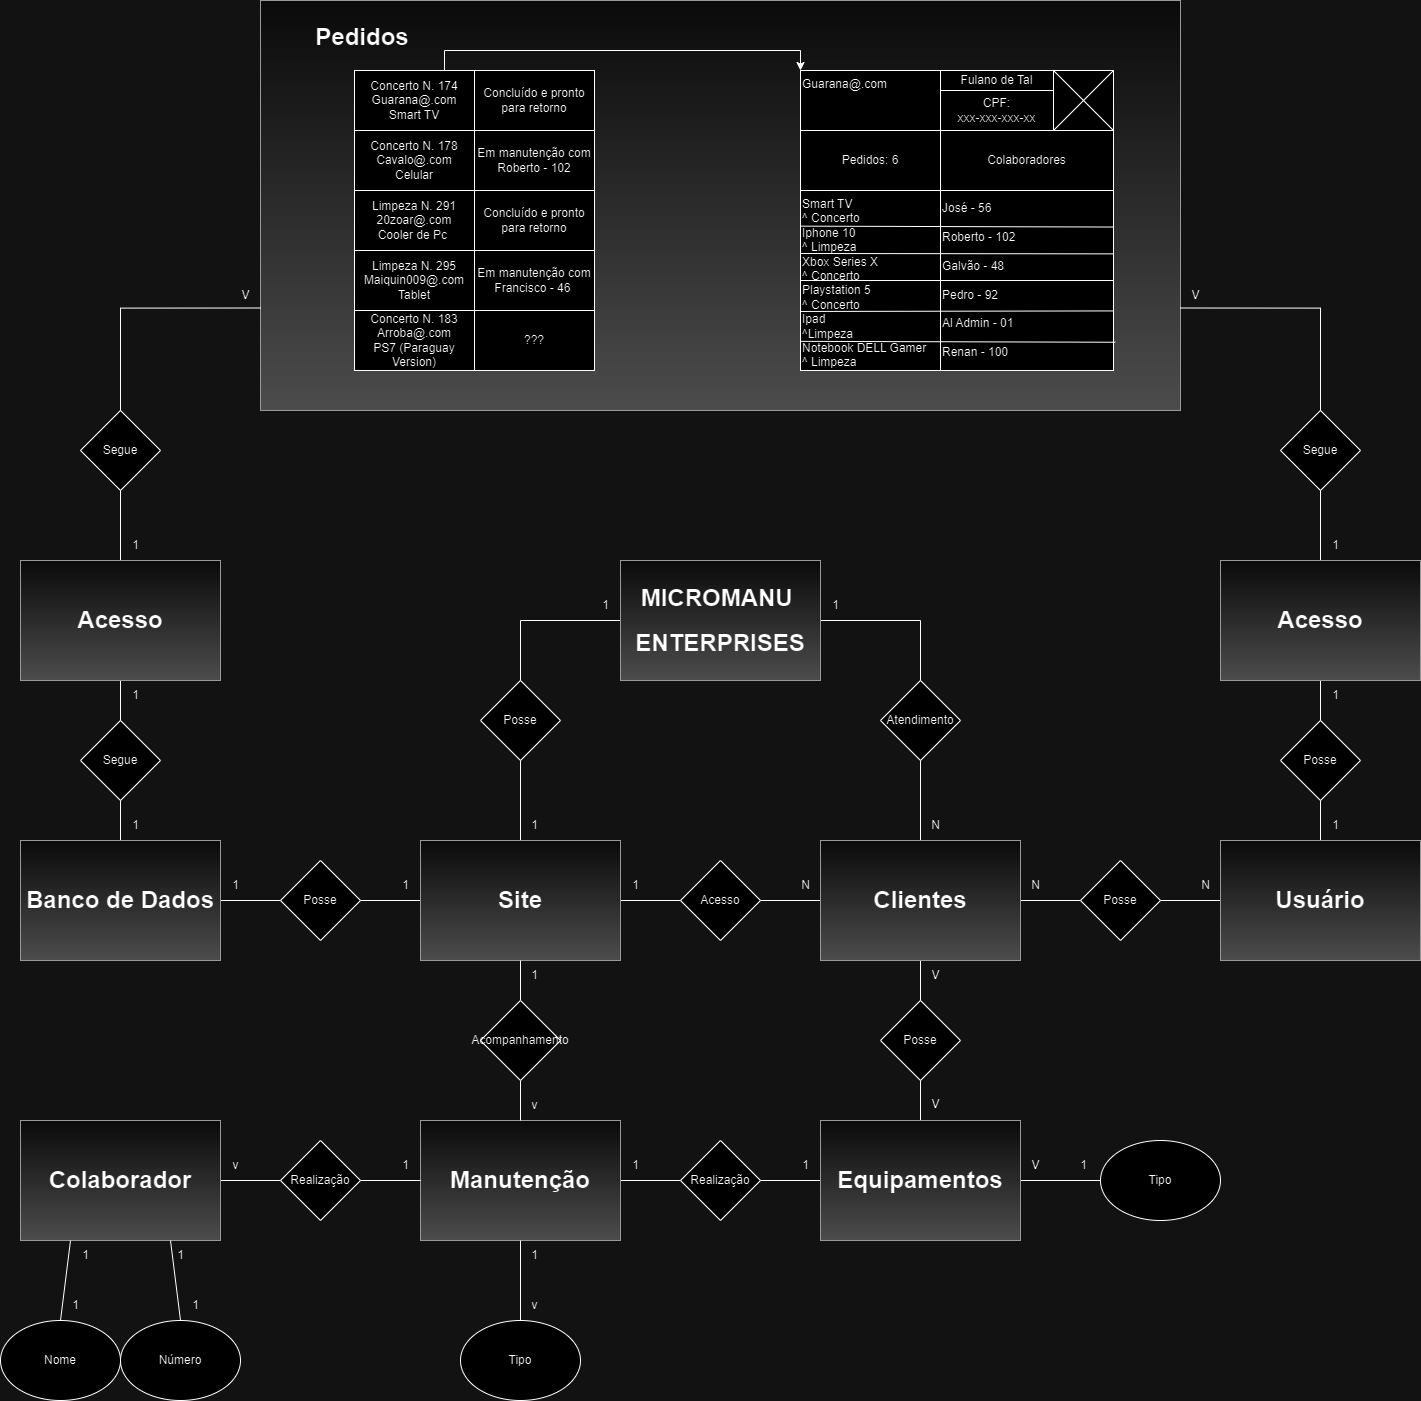 Pedidos
Concerto N. 174
Guarana@.com
Smart TV
Concluído e pronto
para retorno
Concerto N. 178
Cavalo@.com
Celular
Em manutenção com
Roberto - 102
Limpeza N. 291
20zoar@.com
Cooler de Pc
Concluído e pronto
para retorno
Limpeza N. 295
Maiquin009@.com
Tablet
Em manutenção com
Francisco - 46
Concerto N. 183
Arroba@.com
PS7 (Paraguay
Version)
???
Guarana@.com
Fulano de Tal
CPF:
xxx-xxx-xxx-xx
Pedidos: 6
Colaboradores
Smart TV
^ Concerto
José - 56
Iphone 10
^ Limpeza
Roberto - 102
Xbox Series X
^ Concerto
Galvão - 48
Playstation 5
^ Concerto
Pedro - 92
Ipad
^Limpeza
Al Admin - 01
Notebook DELL Gamer
^ Limpeza
Renan - 100
V
V
Segue
Segue
1
1
Acesso
MICROMANU
ENTERPRISES
Acesso
1
1
1
1
Segue
Posse
Atendimento
Posse
1
1
N
1
Banco de Dados
1
Posse
1
Site
1
Acesso
N
Clientes
N
Posse
N
Usuário
1
V
Acompanhamento
Posse
v
V
Colaborador
v
Realização
1
Manutenção
1
Realização
1
Equipamentos
V
1
Tipo
1
1
1
1
1
v
Nome
Número
Tipo